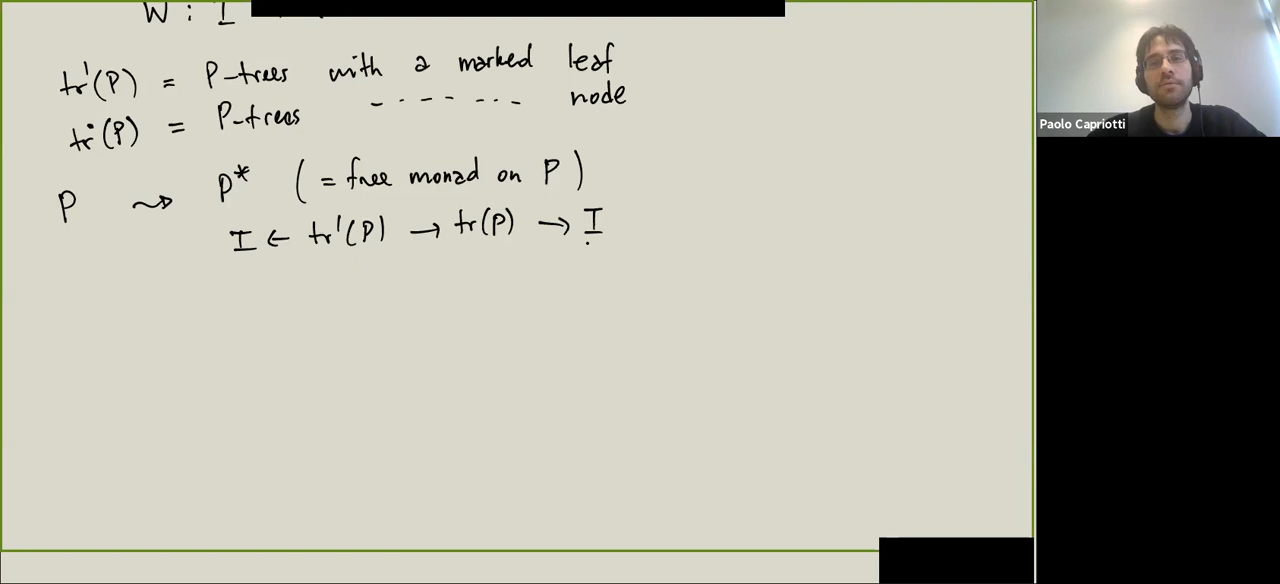 W : I
tr'(P) = P-trees with a marked leaf
tr•(P) = P-trees - . - - - . . - node
P ⇝ P* ( = free monad on P )
I ← tr'(P) → tr(P) → I
Paolo Capriotti